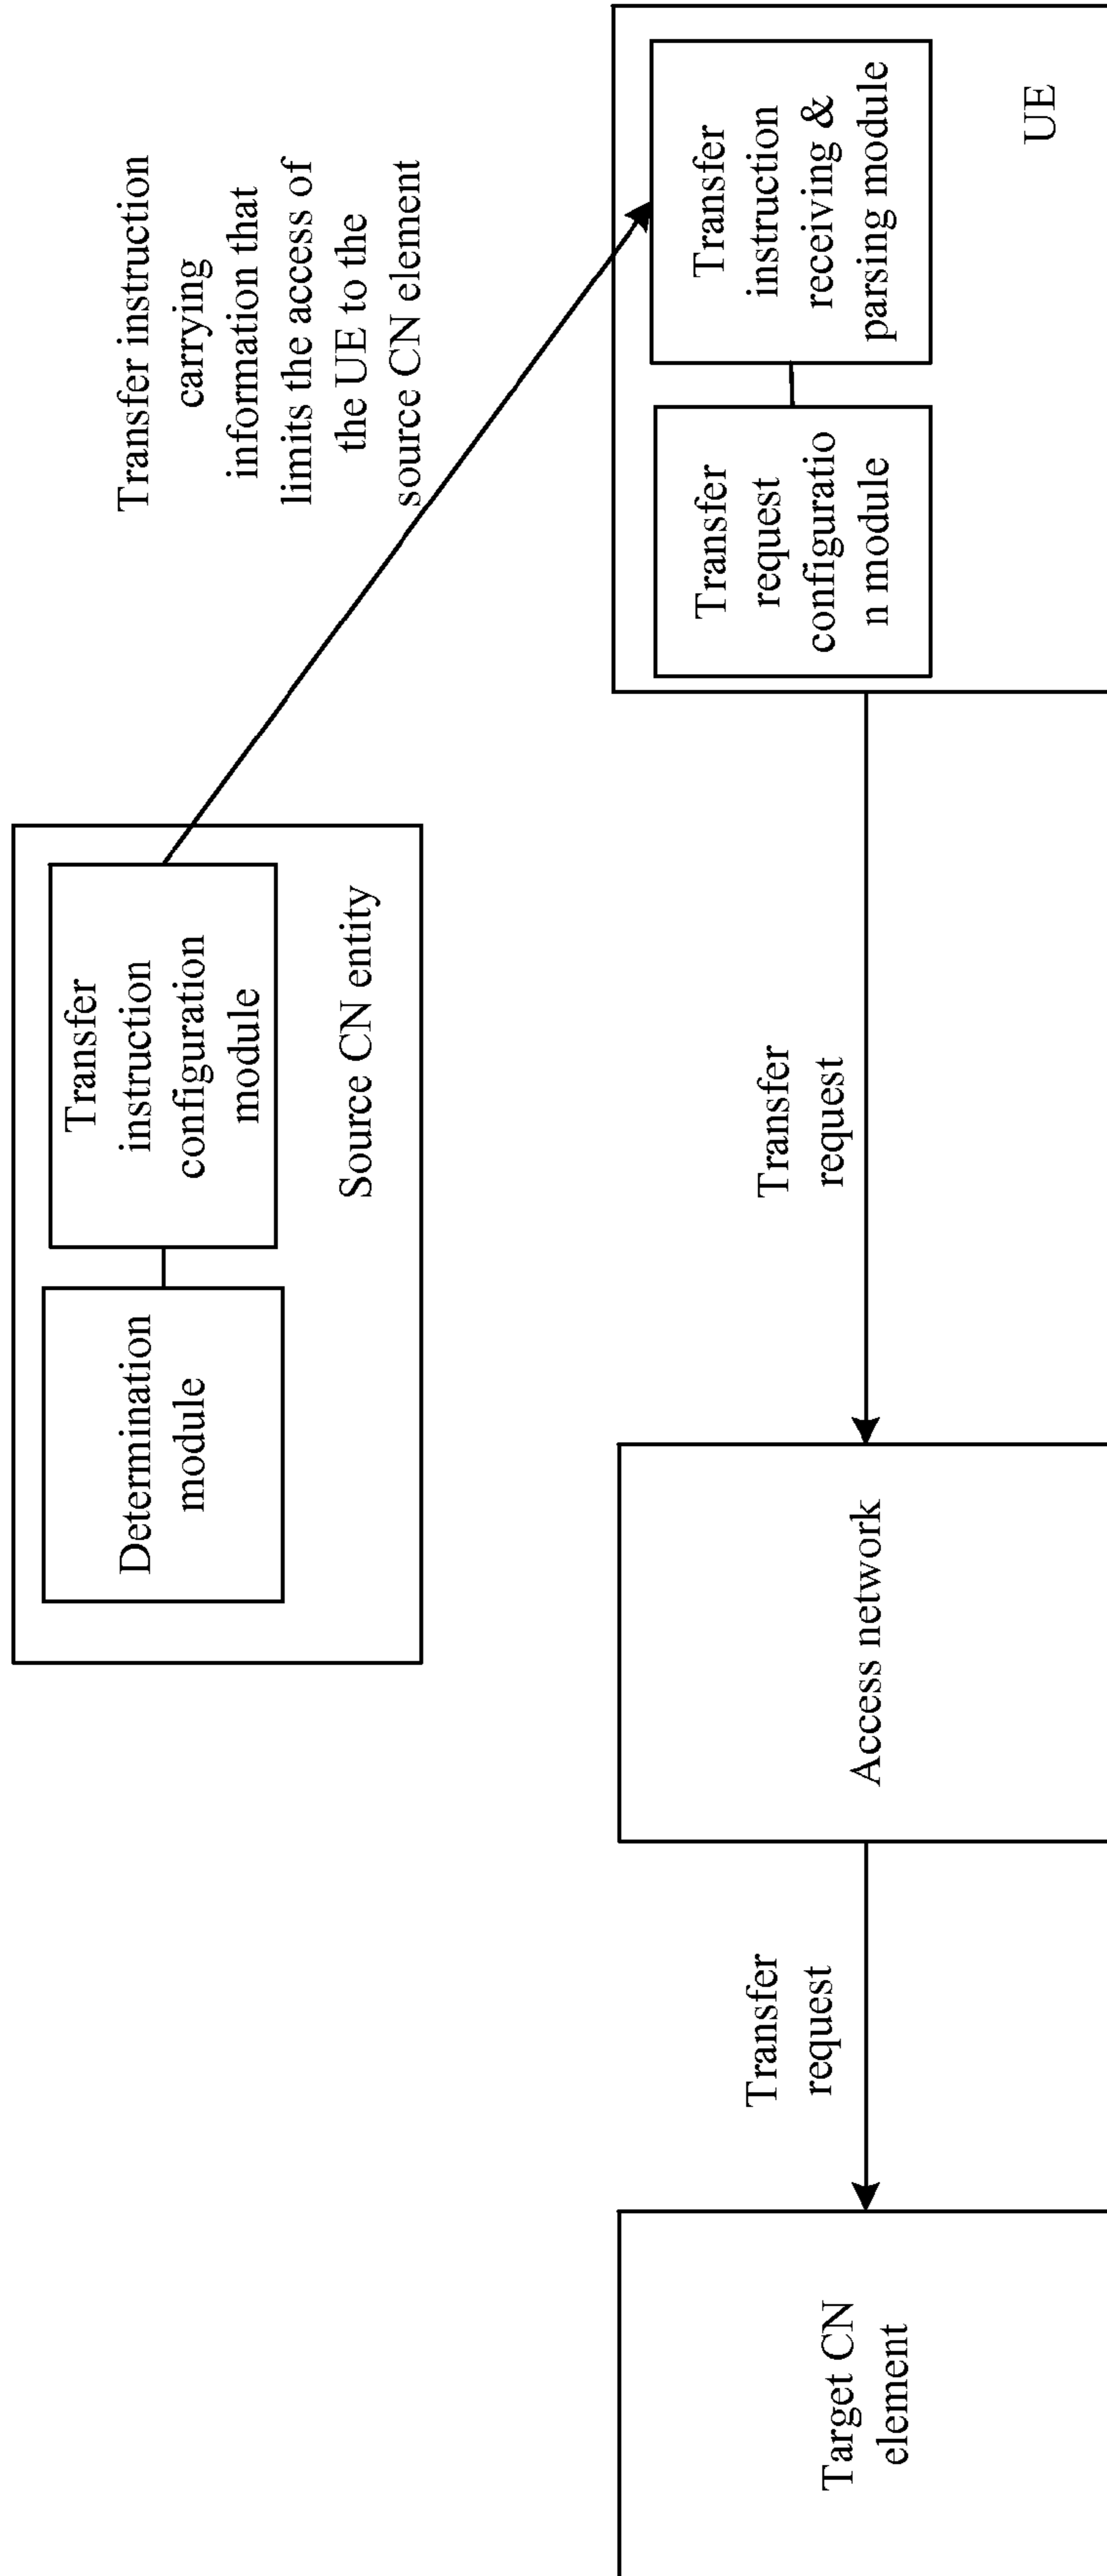 Determination
module
Transfer
instruction
configuration
module
Source CN entity
Transfer instruction
carrying
information that
limits the access of
the UE to the
source CN element
Target CN
element
Transfer
request
Access network
Transfer
request
Transfer
request
configuratio
n module
Transfer
instruction
receiving &
parsing module
UE